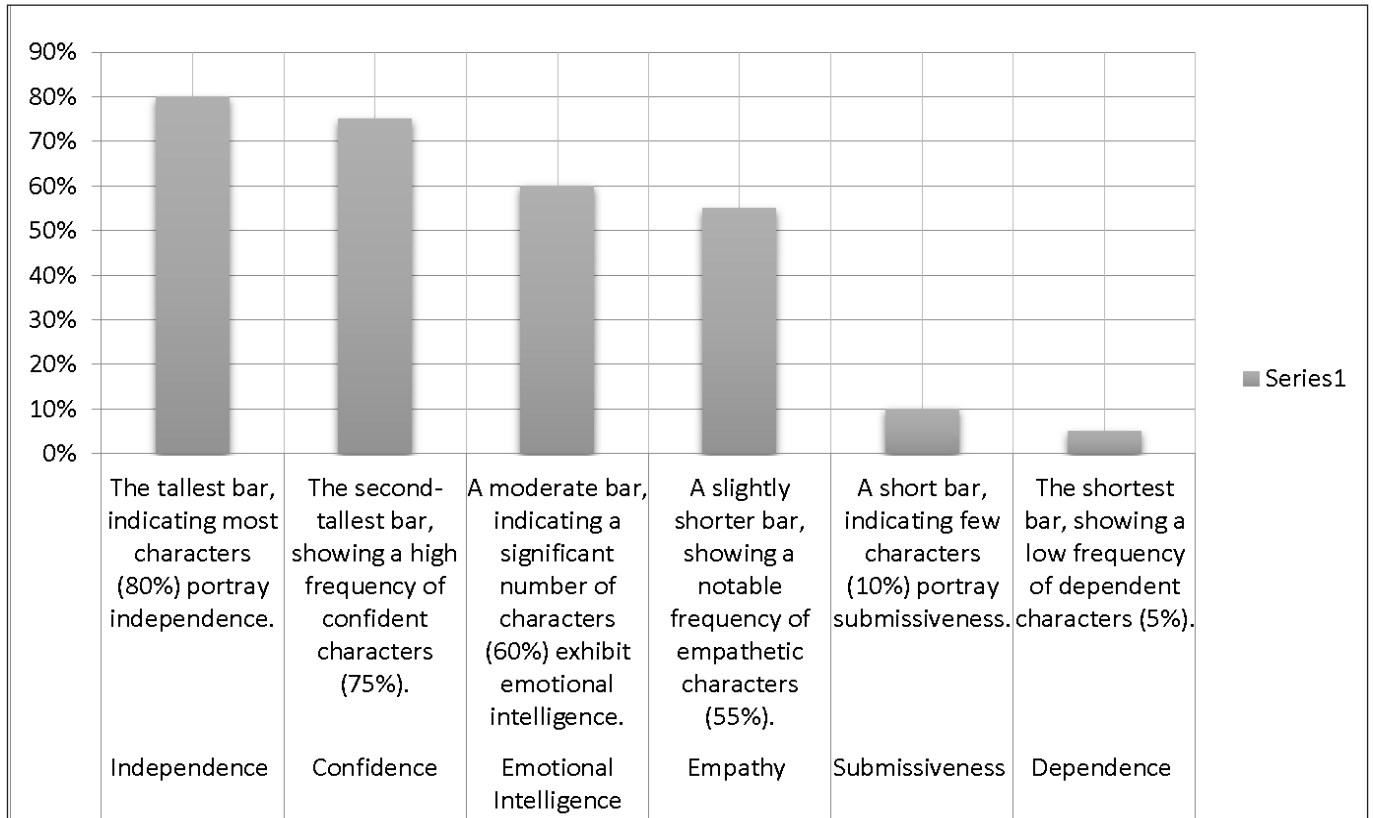 90%
80%
70%
60%
50%
40%
30%
20%
10%
0%
The tallest bar,
indicating most
characters
(80%) portray
independence.
The second-
tallest bar,
showing a high
frequency of
confident
characters
(75%).
A moderate bar,
indicating a
significant
number of
characters
(60%) exhibit
emotional
intelligence.
A slightly
shorter bar,
showing a
notable
frequency of
empathetic
characters
(55%).
A short bar,
indicating few
characters
(10%) portray
submissiveness.
The shortest
bar, showing a
low frequency
of dependent
characters (5%).
Independence
Confidence
Emotional
Intelligence
Empathy
Submissiveness
Dependence
Series1